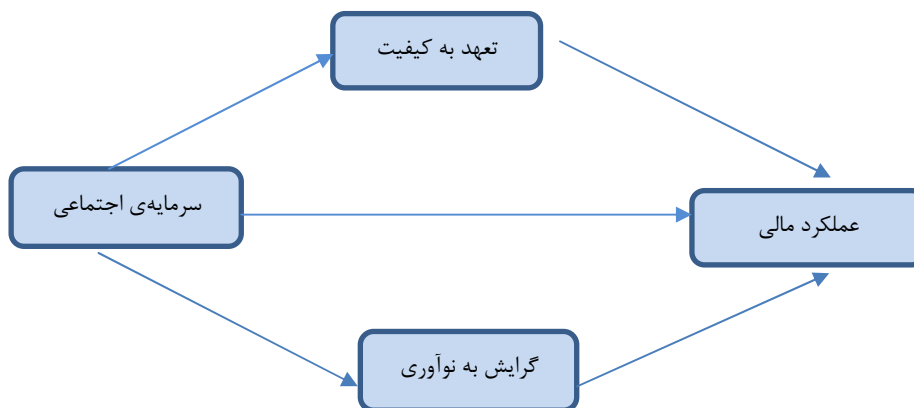 تعهد به کیفیت
سرمایه‌ی اجتماعی
عملکرد مالی
گرایش به نوآوری